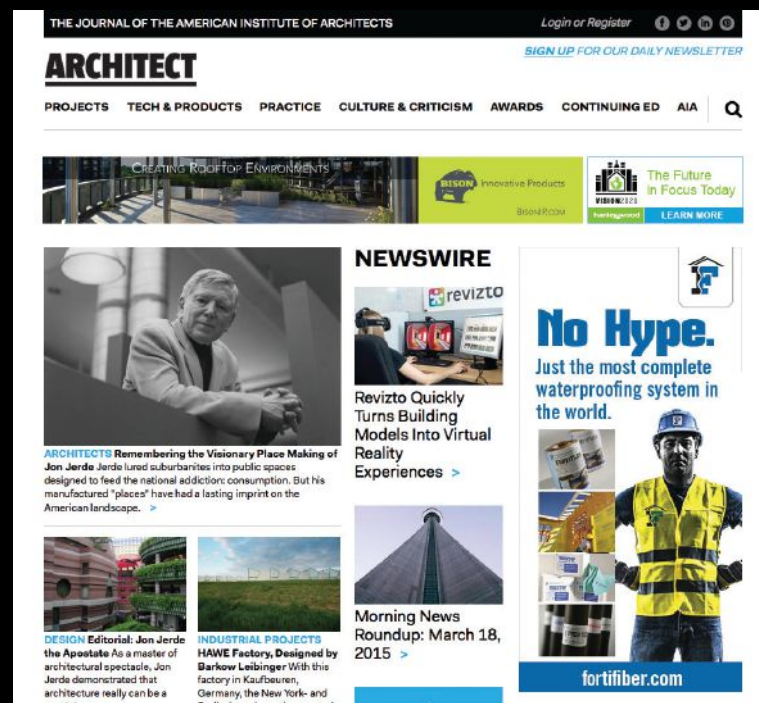 THE JOURNAL OF THE AMERICAN INSTITUTE OF ARCHITECTS
Login or Register
SIGN UP FOR OUR DAILY NEWSLETTER
ARCHITECT
PROJECTS TECH & PRODUCTS PRACTICE CULTURE & CRITICISM AWARDS CONTINUING ED AIA
CREATING ROOFTOP ENVIRONMENTS
BISON Innovative Products
BISONIP.COM
VISION2020
hanleywood
The Future
in Focus Today
LEARN MORE
ARCHITECTS Remembering the Visionary Place Making of
Jon Jerde Jerde lured suburbanites into public spaces
designed to feed the national addiction: consumption. But his
manufactured "places" have had a lasting imprint on the
American landscape. >
DESIGN Editorial: Jon Jerde
the Apostate As a master of
architectural spectacle, Jon
Jerde demonstrated that
architecture really can be a
INDUSTRIAL PROJECTS
HAWE Factory, Designed by
Barkow Leibinger With this
factory in Kaufbeuren,
Germany, the New York- and
NEWSWIRE
revizto
Revizto Quickly
Turns Building
Models Into Virtual
Reality
Experiences >
Morning News
Roundup: March 18,
2015 >
No Hype.
Just the most complete
waterproofing system in
the world.
fortifiber.com